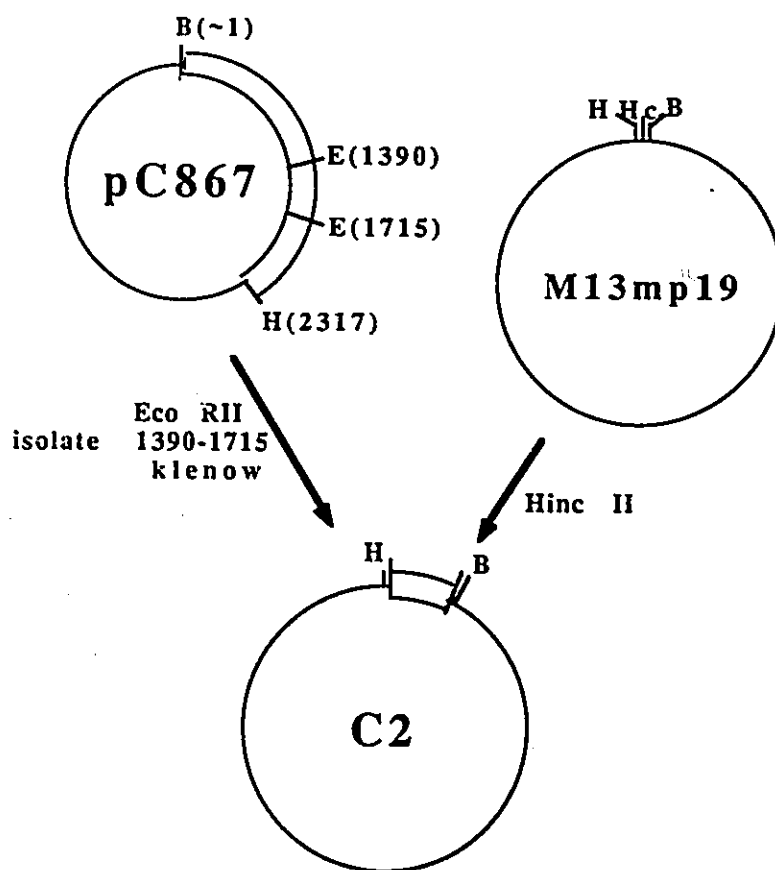 B(~1)
H Hc B
pC867
E(1390)
E(1715)
M13mp19
H(2317)
Eco RII
isolate 1390-1715
klenow
Hinc II
H
B
C2